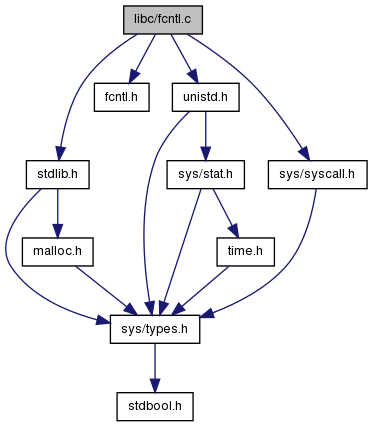 libc/fcntl.c
fcntl.h
unistd.h
stdlib.h
sys/stat.h
sys/syscall.h
malloc.h
time.h
sys/types.h
stdbool.h